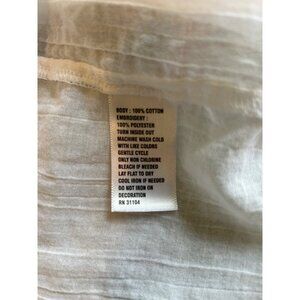 BODY : 100% COTTON
EMBROIDERY :
100% POLYESTER
TURN INSIDE OUT
MACHINE WASH COLD
WITH LIKE COLORS
GENTLE CYCLE
ONLY NON CHLORINE
BLEACH IF NEEDED
LAY FLAT TO DRY
COOL IRON IF NEEDED
DO NOT IRON ON
DECORATION
RN 31104